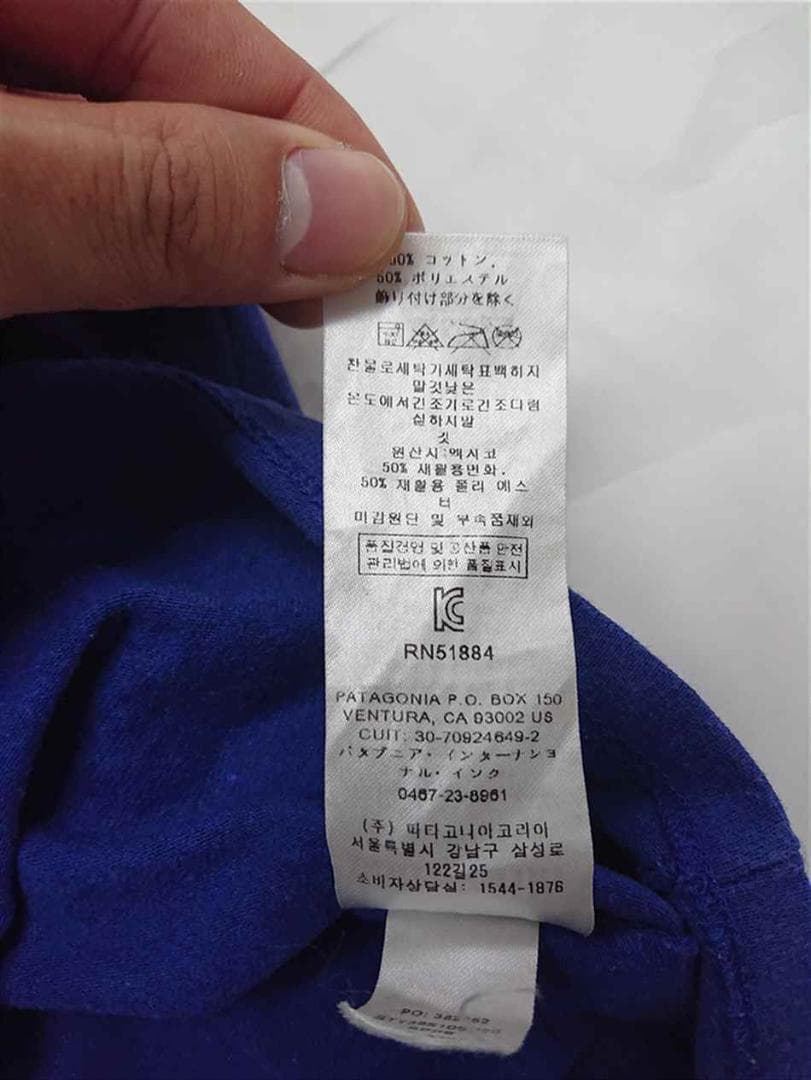 50% コットン.
50% ポリエステル
飾り付け部分を除く
찬물로세탁기세탁표백하지
말것낮은
온도에서긴조기로긴조다림
실하지발
깃
원산지:멕시코
50% 재활용면화.
50% 재활용 폴리 에스
터
마감원단 및 부속품제외
품질경영 및 공산품 안전
관리법에 의한 품질표시
RN51884
PATAGONIA P.O. BOX 150
VENTURA, CA 93002 US
CUIT: 30-70924649-2
パタゴニア・インターナショ
ナル・インク
0467-23-8961
(주) 파타고니아코리아
서울특별시 강남구 삼성로
122길25
소비자상담실: 1544-1876
PO: